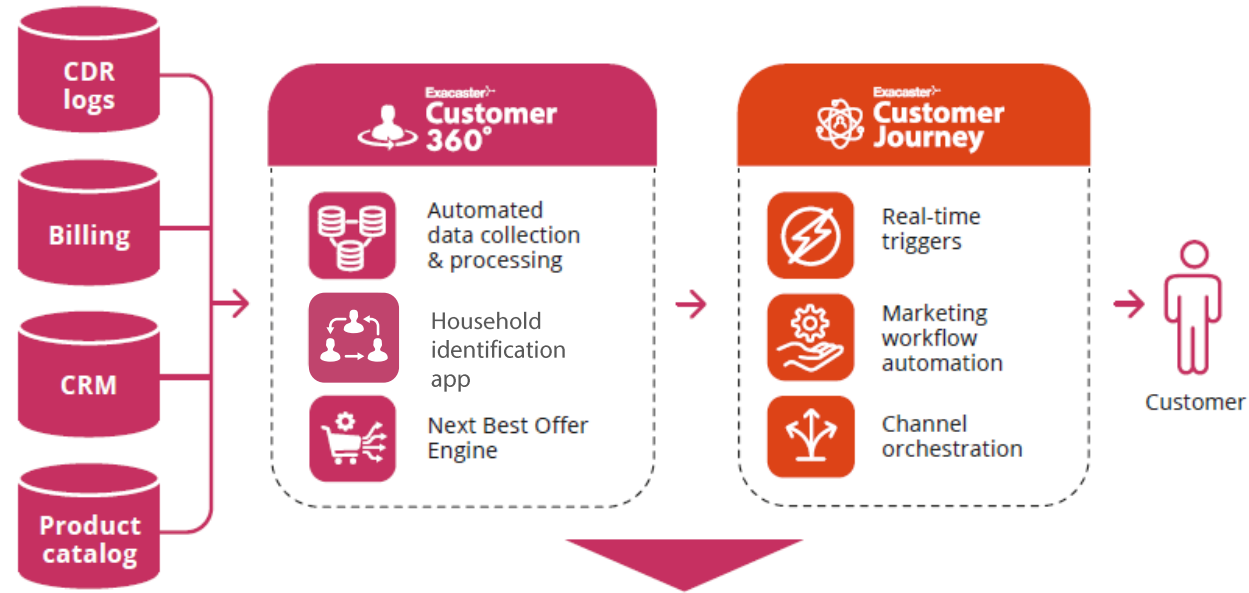 CDR
logs
Billing
CRM
Product
catalog
Exacaster
Customer
360°
Automated
data collection
& processing
Household
identification
app
Next Best Offer
Engine
Exacaster
Customer
Journey
Real-time
triggers
Marketing
workflow
automation
Channel
orchestration
Customer